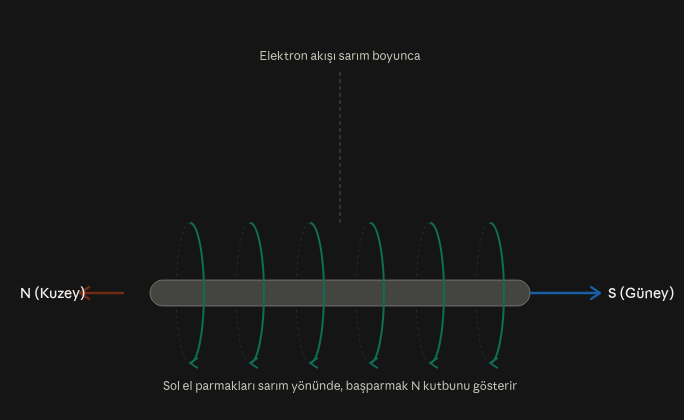 Elektron akışı sarım boyunca
N (Kuzey)
S (Güney)
Sol el parmakları sarım yönünde, başparmak N kutbunu gösterir